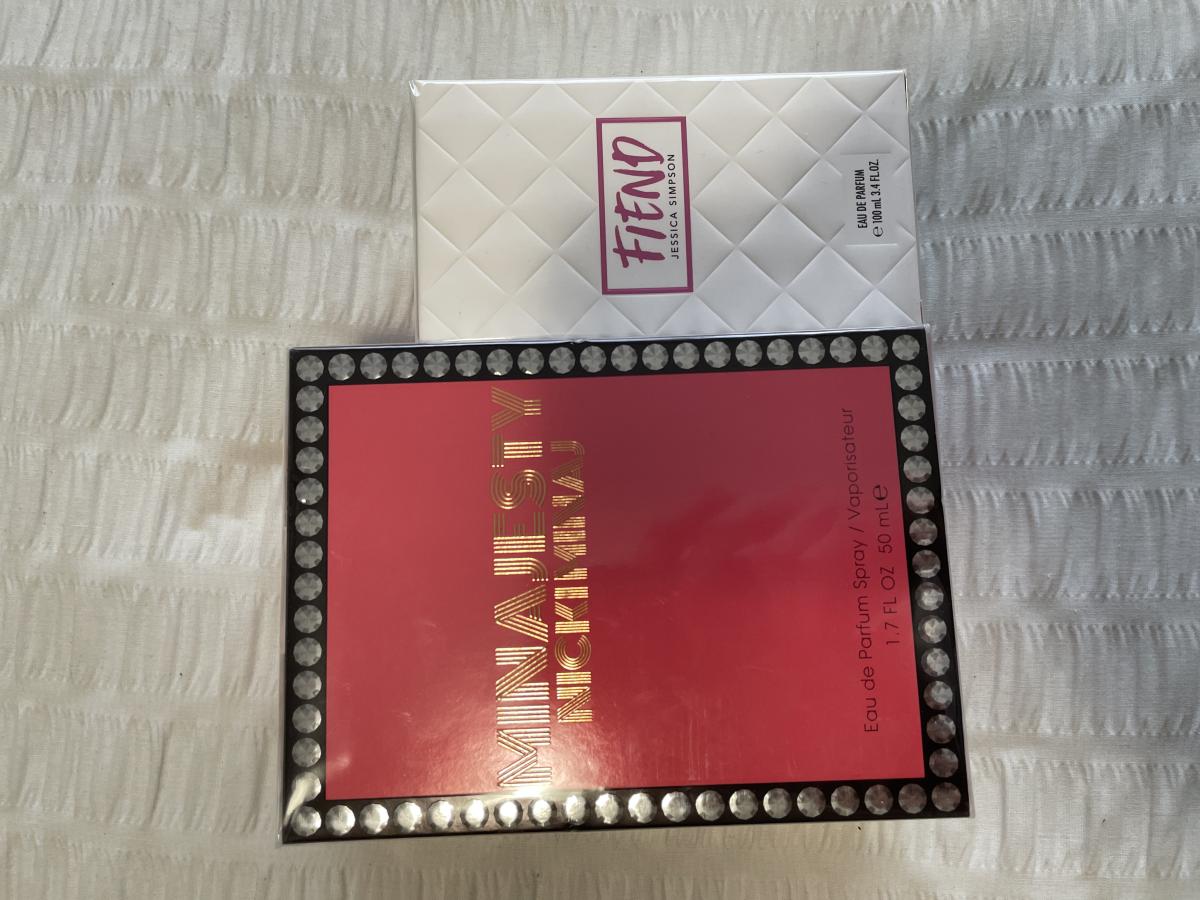 FIEND
JESSICA SIMPSON
EAU DE PARFUM
℮ 100 mL 3.4 FL.OZ.
MINAJESTY
NICKI MINAJ
Eau de Parfum Spray / Vaporisateur
1.7 FL OZ 50 mL ℮